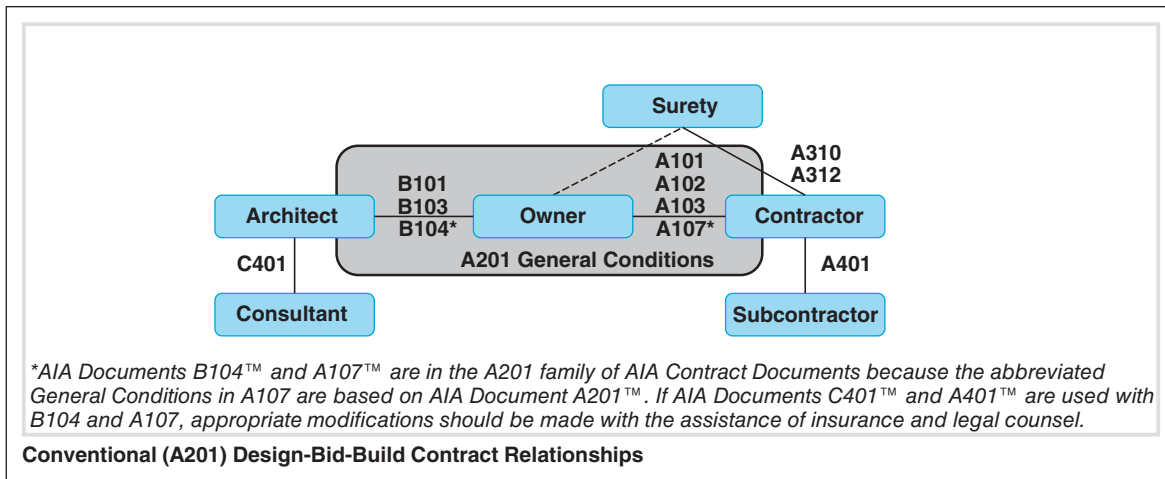 Surety
A101
A310
A102
A312
B101
B103
A103
Architect
Owner
Contractor
B104*
A107*
A201 General Conditions
C401
A401
Consultant
Subcontractor
*AIA Documents B104™ and A107™ are in the A201 family of AIA Contract Documents because the abbreviated
General Conditions in A107 are based on AIA Document A201™. If AIA Documents C401™ and A401™ are used with
B104 and A107, appropriate modifications should be made with the assistance of insurance and legal counsel.
Conventional (A201) Design-Bid-Build Contract Relationships